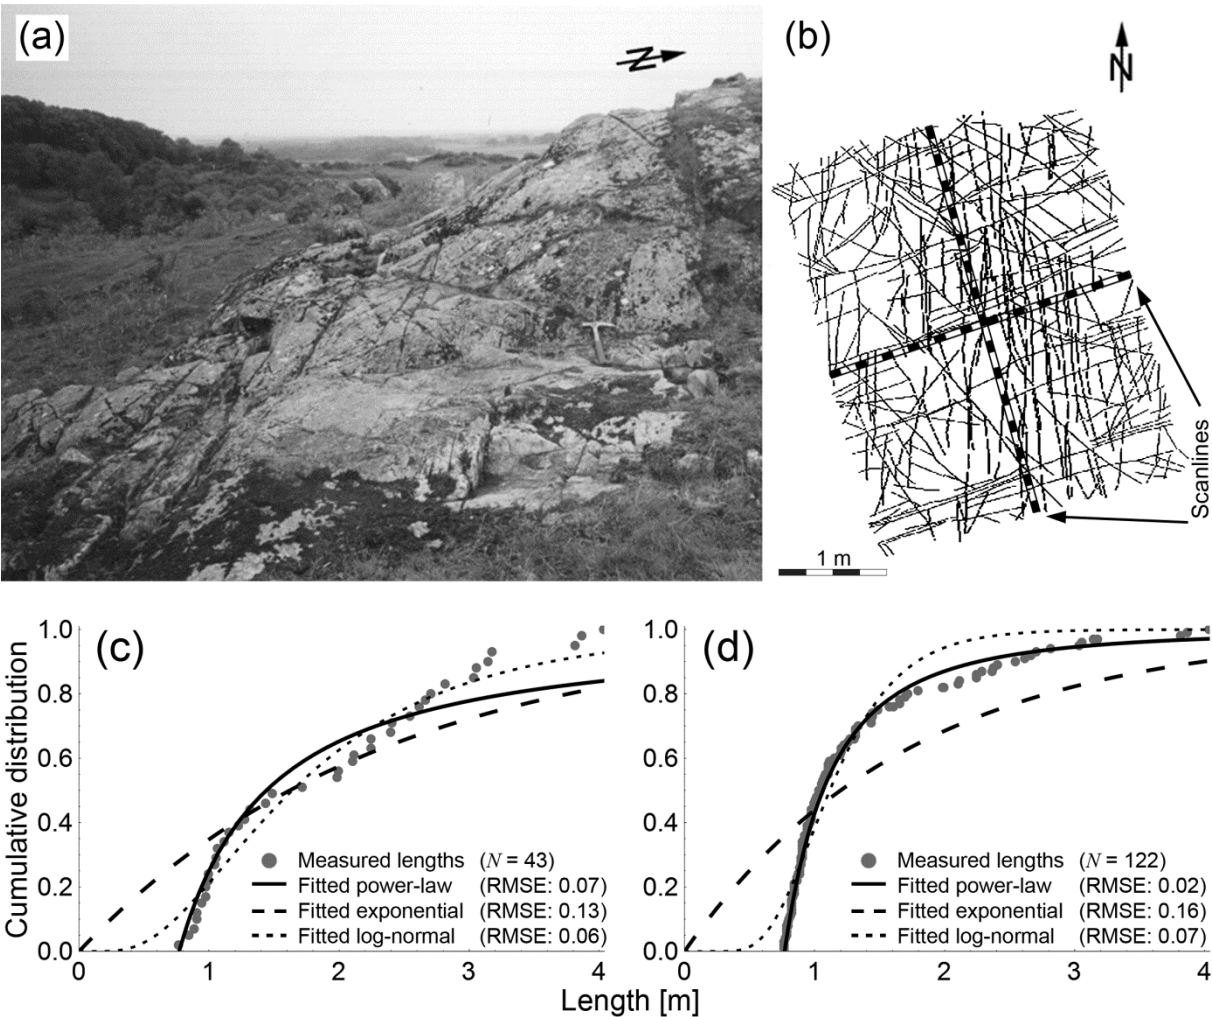 (a)
N
(b)
N
Scanlines
1 m
(c)
1.0
0.8
0.6
0.4
0.2
0.0
Cumulative distribution
Measured lengths (N = 43)
Fitted power-law (RMSE: 0.07)
Fitted exponential (RMSE: 0.13)
Fitted log-normal (RMSE: 0.06)
0 1 2 3 4
(d)
1.0
0.8
0.6
0.4
0.2
0.0
Measured lengths (N = 122)
Fitted power-law (RMSE: 0.02)
Fitted exponential (RMSE: 0.16)
Fitted log-normal (RMSE: 0.07)
0 1 2 3 4
Length [m]